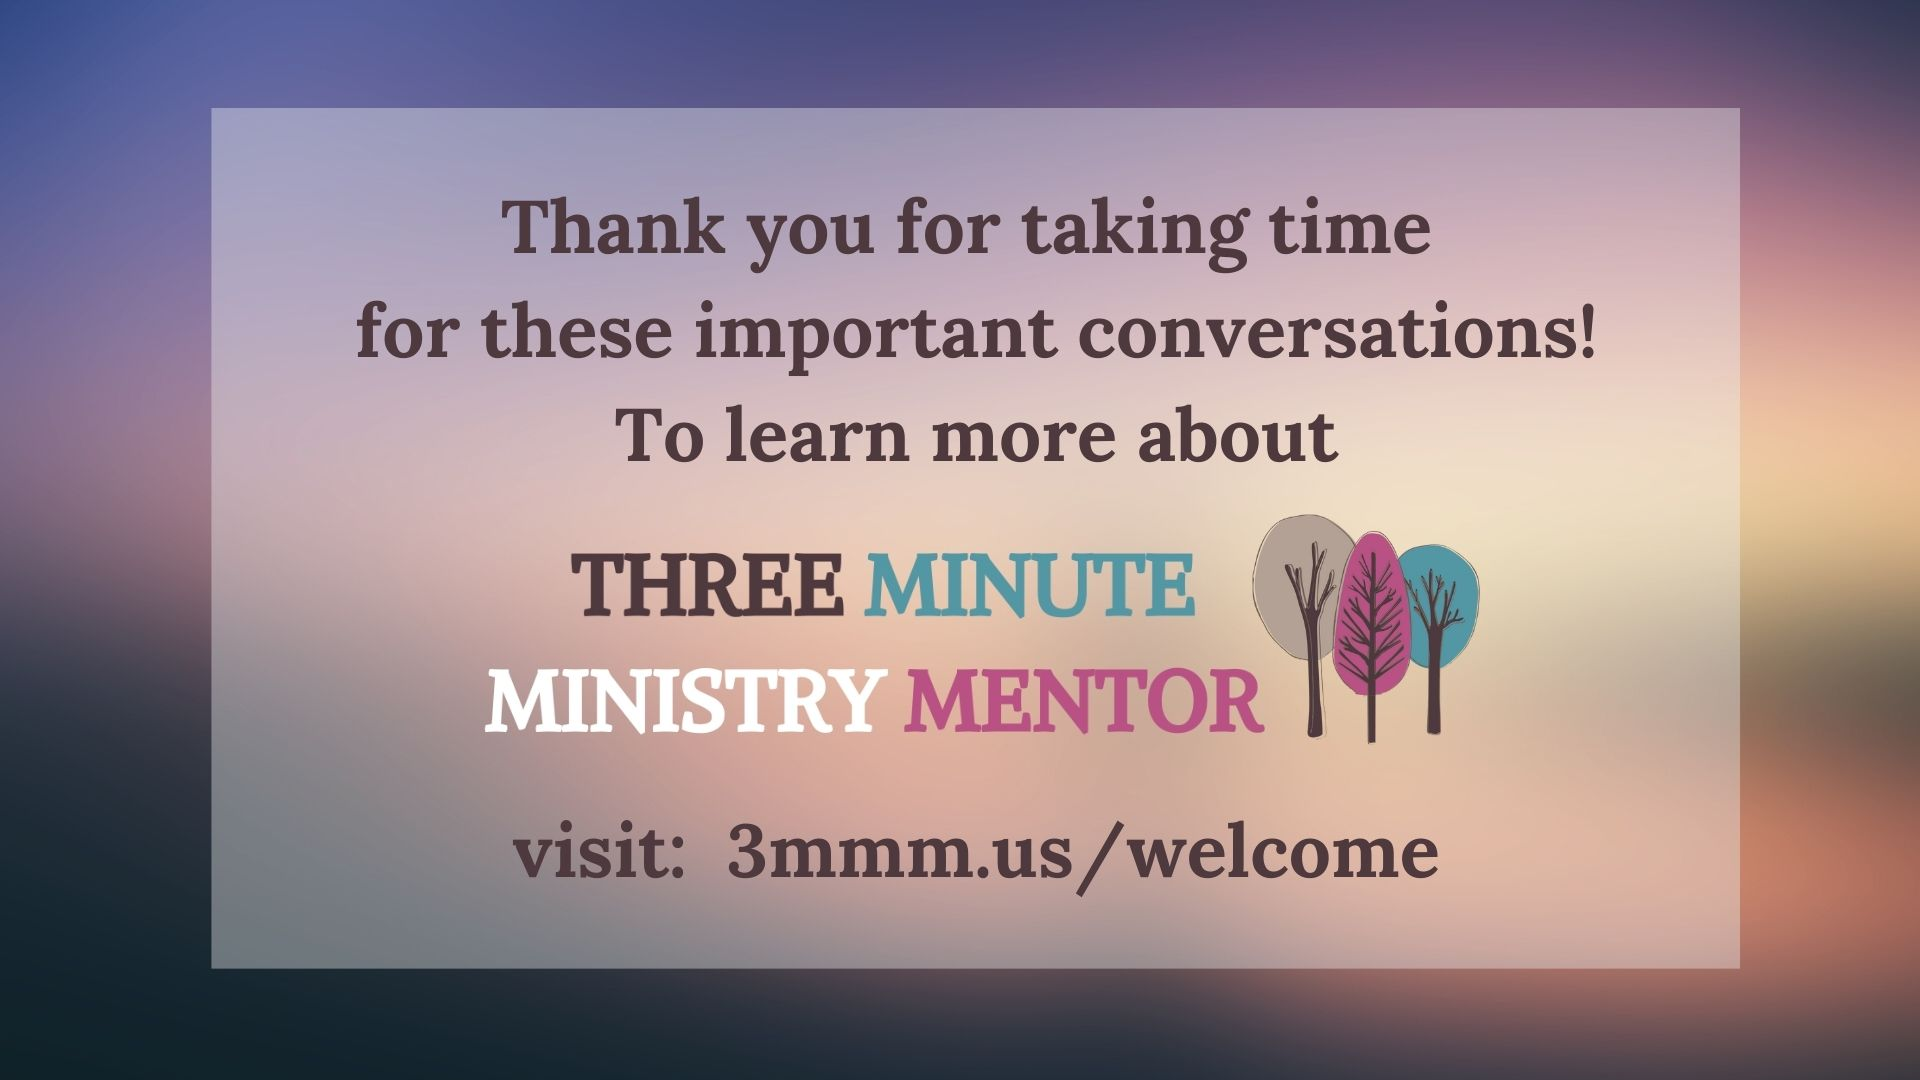 Thank you for taking time
for these important conversations!
To learn more about
THREE MINUTE
MINISTRY MENTOR
visit: 3mmm.us/welcome